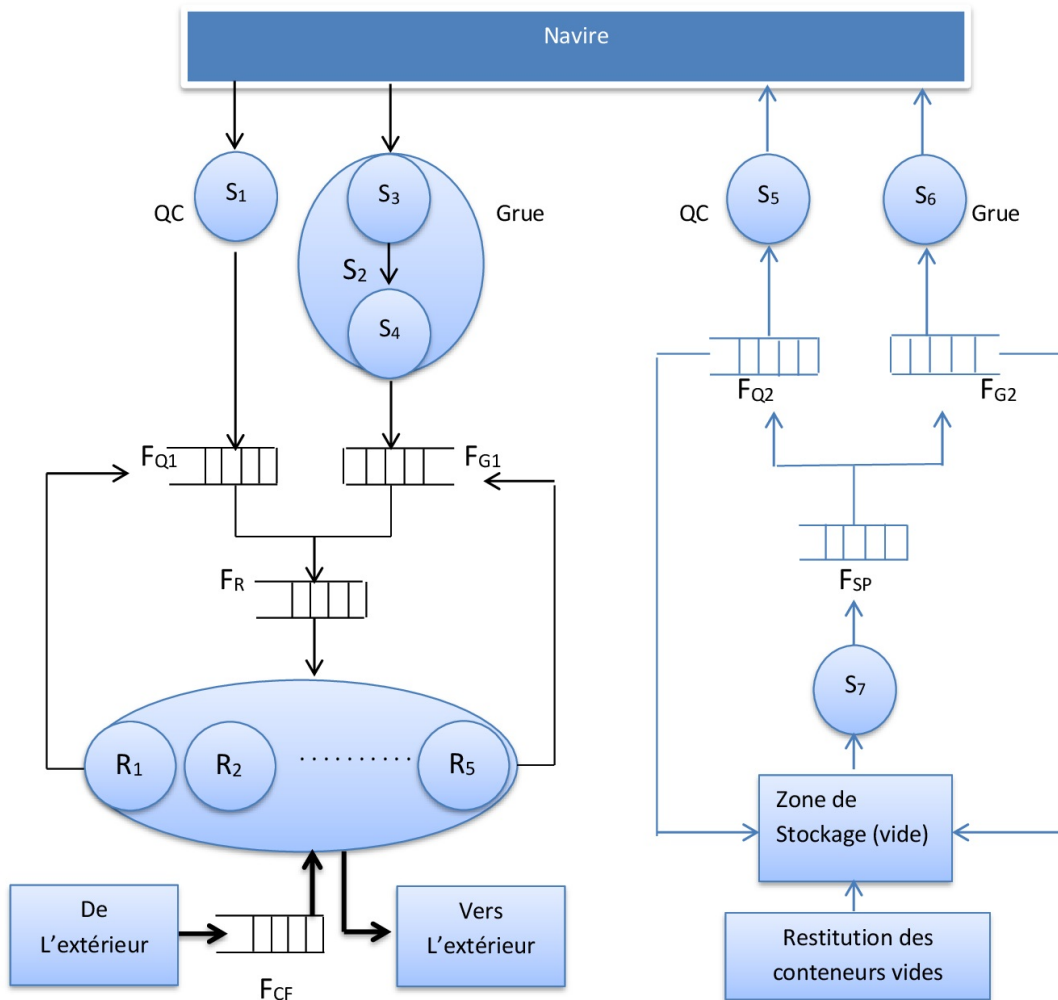 Navire
S1
QC
S3
Grue
S2
S4
S5
QC
S6
Grue
FQ2
FG2
FQ1
FG1
FSP
FR
S7
R1
R2
..........
R5
Zone de
Stockage (vide)
De
L'extérieur
FCF
Vers
L'extérieur
Restitution des
conteneurs vides